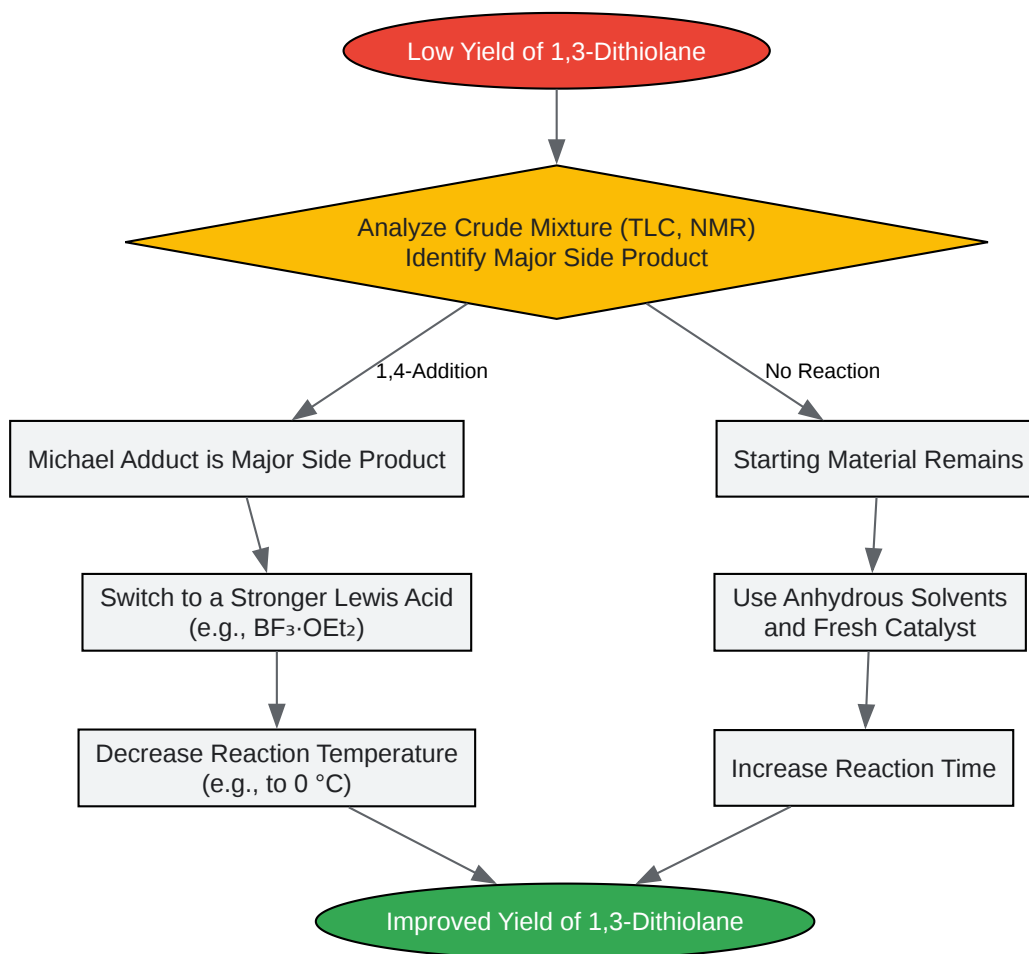 Low Yield of 1,3-Dithiolane
Analyze Crude Mixture (TLC, NMR)
Identify Major Side Product
1,4-Addition
No Reaction
Michael Adduct is Major Side Product
Starting Material Remains
Switch to a Stronger Lewis Acid
(e.g., BF₃·OEt₂)
Use Anhydrous Solvents
and Fresh Catalyst
Decrease Reaction Temperature
(e.g., to 0 °C)
Increase Reaction Time
Improved Yield of 1,3-Dithiolane